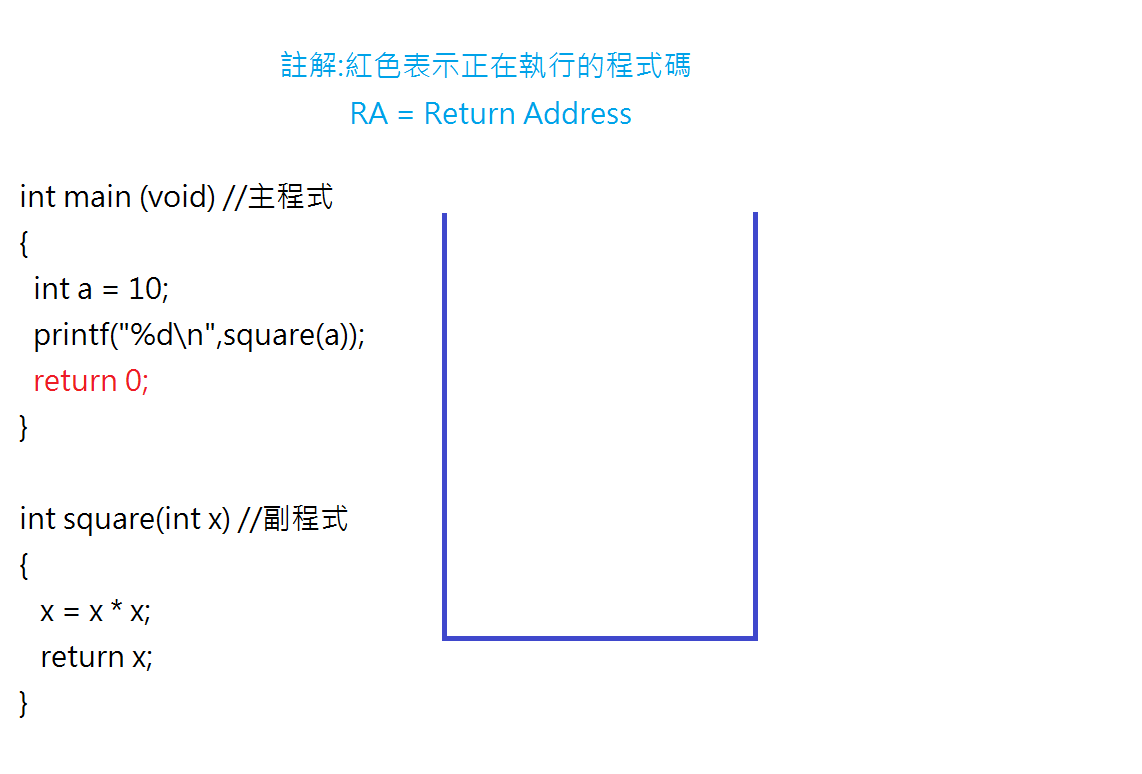 註解:紅色表示正在執行的程式碼
RA = Return Address
int main (void) //主程式
{
int a = 10;
printf("%d\n",square(a));
return 0;
}
int square(int x) //副程式
{
x = x * x;
return x;
}